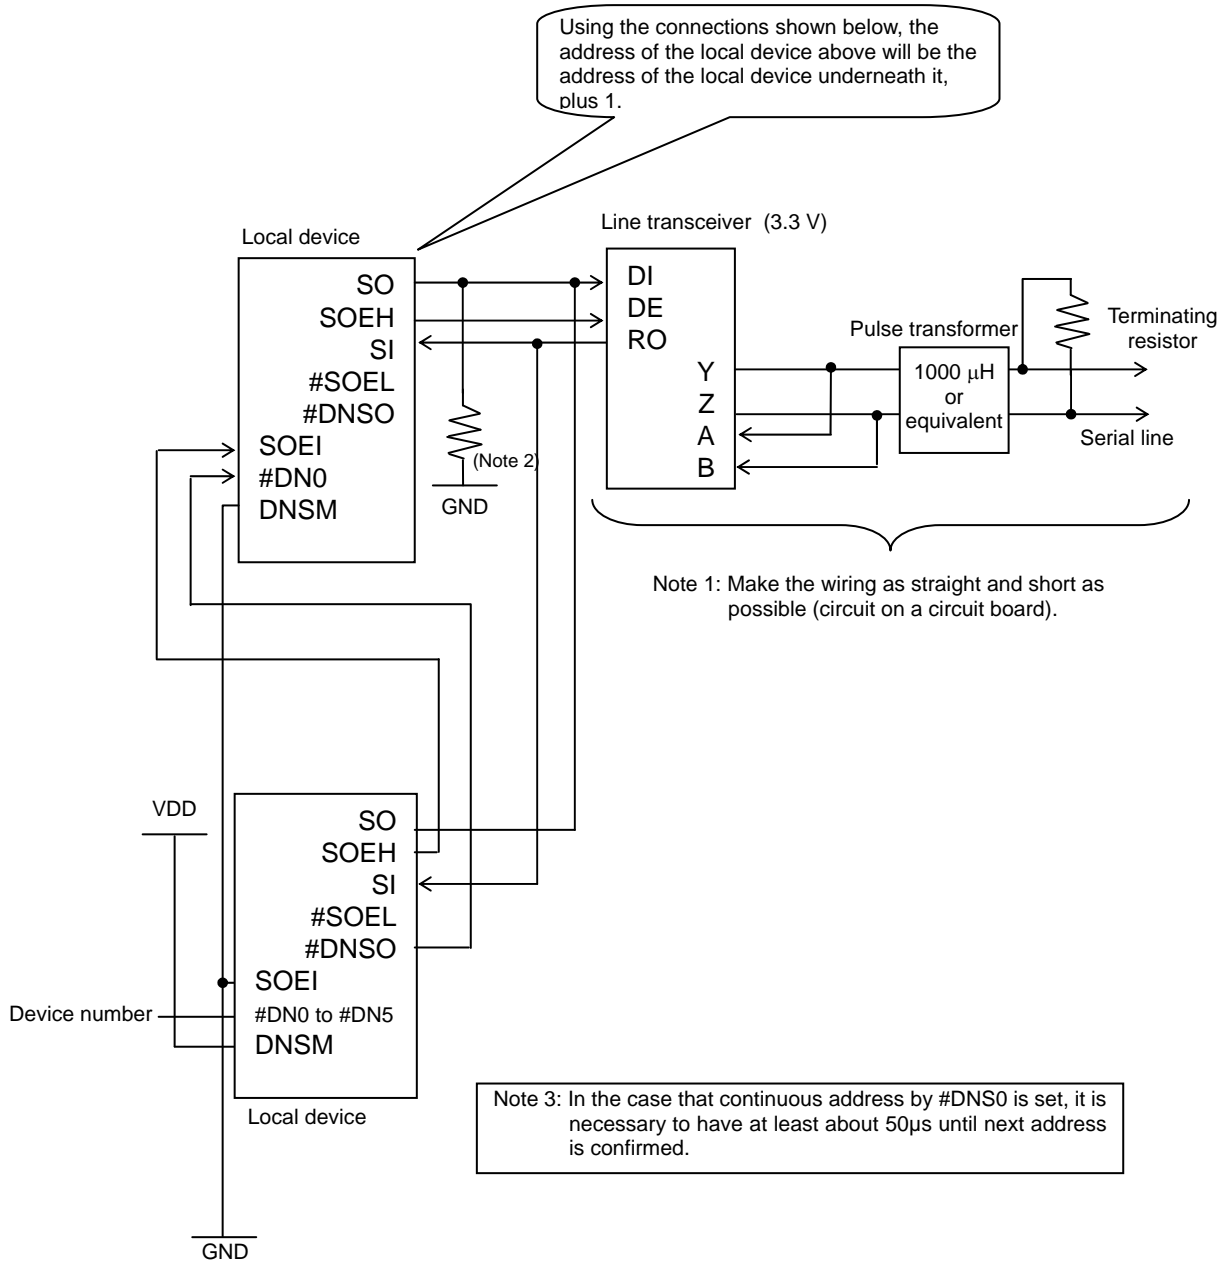 Using the connections shown below, the
address of the local device above will be the
address of the local device underneath it,
plus 1.
Line transceiver (3.3 V)
Local device
SO
SOEH
SI
#SOEL
#DNSO
SOEI
#DN0
DNSM
DI
DE
RO
Y
Z
A
B
Pulse transformer
1000 μH
or
equivalent
Terminating
resistor
Serial line
(Note 2)
GND
Note 1: Make the wiring as straight and short as
possible (circuit on a circuit board).
VDD
SO
SOEH
SI
#SOEL
#DNSO
SOEI
#DN0 to #DN5
DNSM
Device number
Local device
Note 3: In the case that continuous address by #DNS0 is set, it is
necessary to have at least about 50μs until next address
is confirmed.
GND